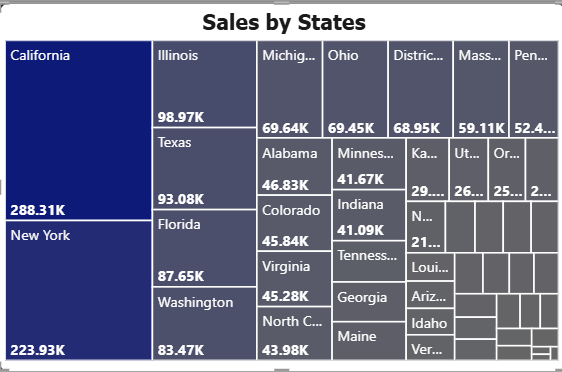 Sales by States
California
288.31K
New York
223.93K
Illinois
98.97K
Texas
93.08K
Florida
87.65K
Washington
83.47K
Michig...
69.64K
Ohio
69.45K
Distric...
68.95K
Mass...
59.11K
Pen...
52.4...
Alabama
46.83K
Colorado
45.84K
Virginia
45.28K
North C...
43.98K
Minnes...
41.67K
Indiana
41.09K
Tenness...
Georgia
Maine
Ka...
29....
Ut...
26...
Or...
25...
2...
N...
21...
Loui...
Ariz...
Idaho
Ver...